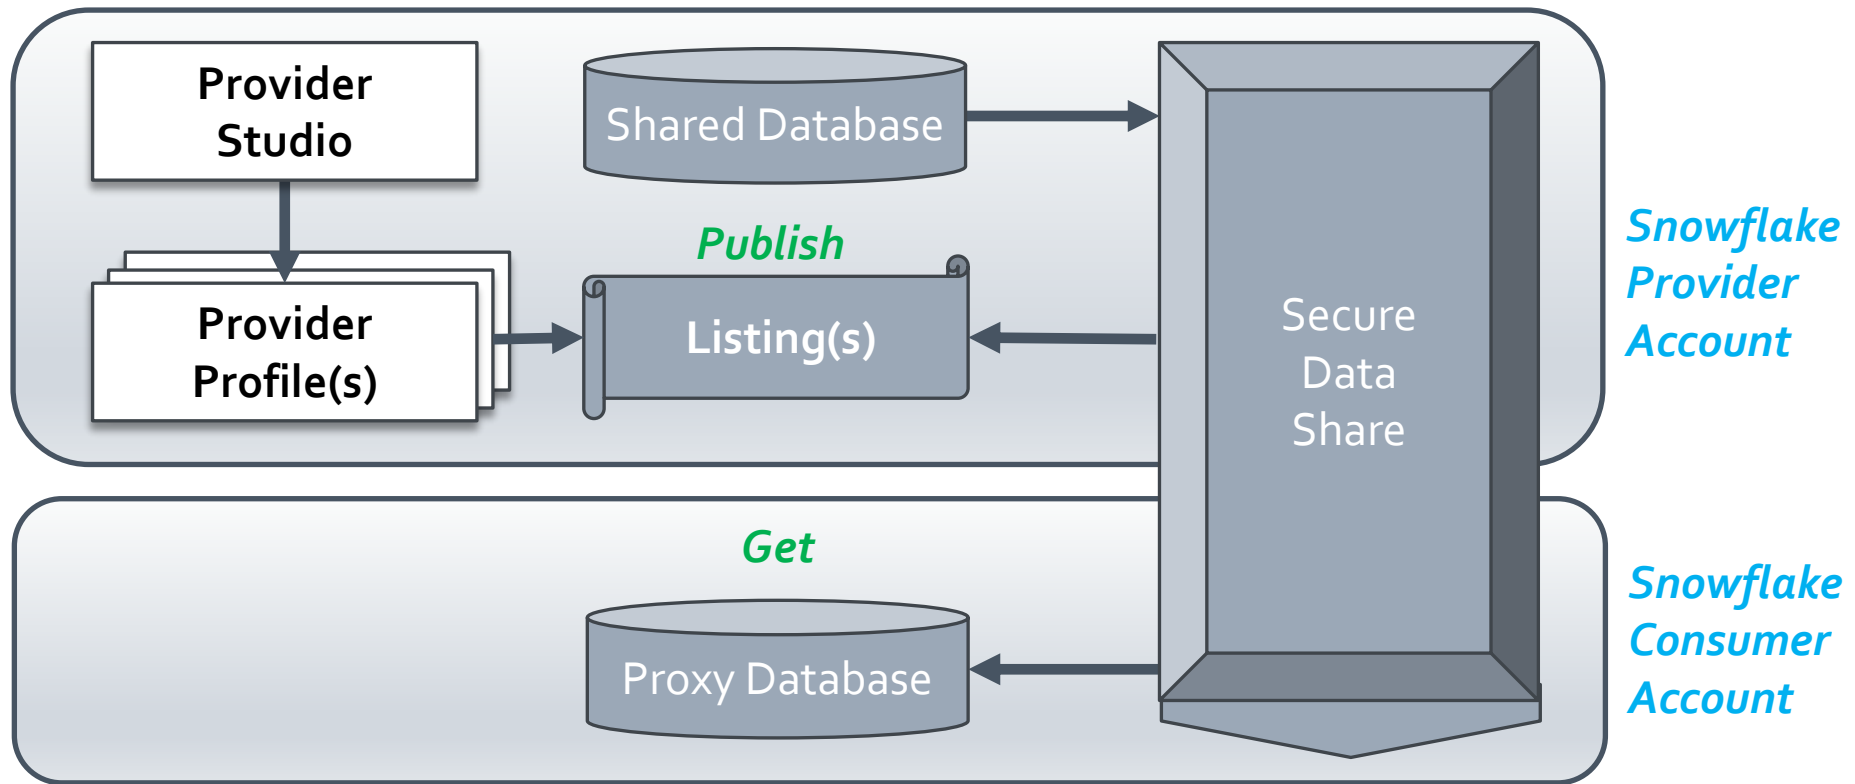 Provider
Studio
Shared Database
Publish
Provider
Profile(s)
Listing(s)
Secure
Data
Share
Snowflake
Provider
Account
Get
Proxy Database
Snowflake
Consumer
Account